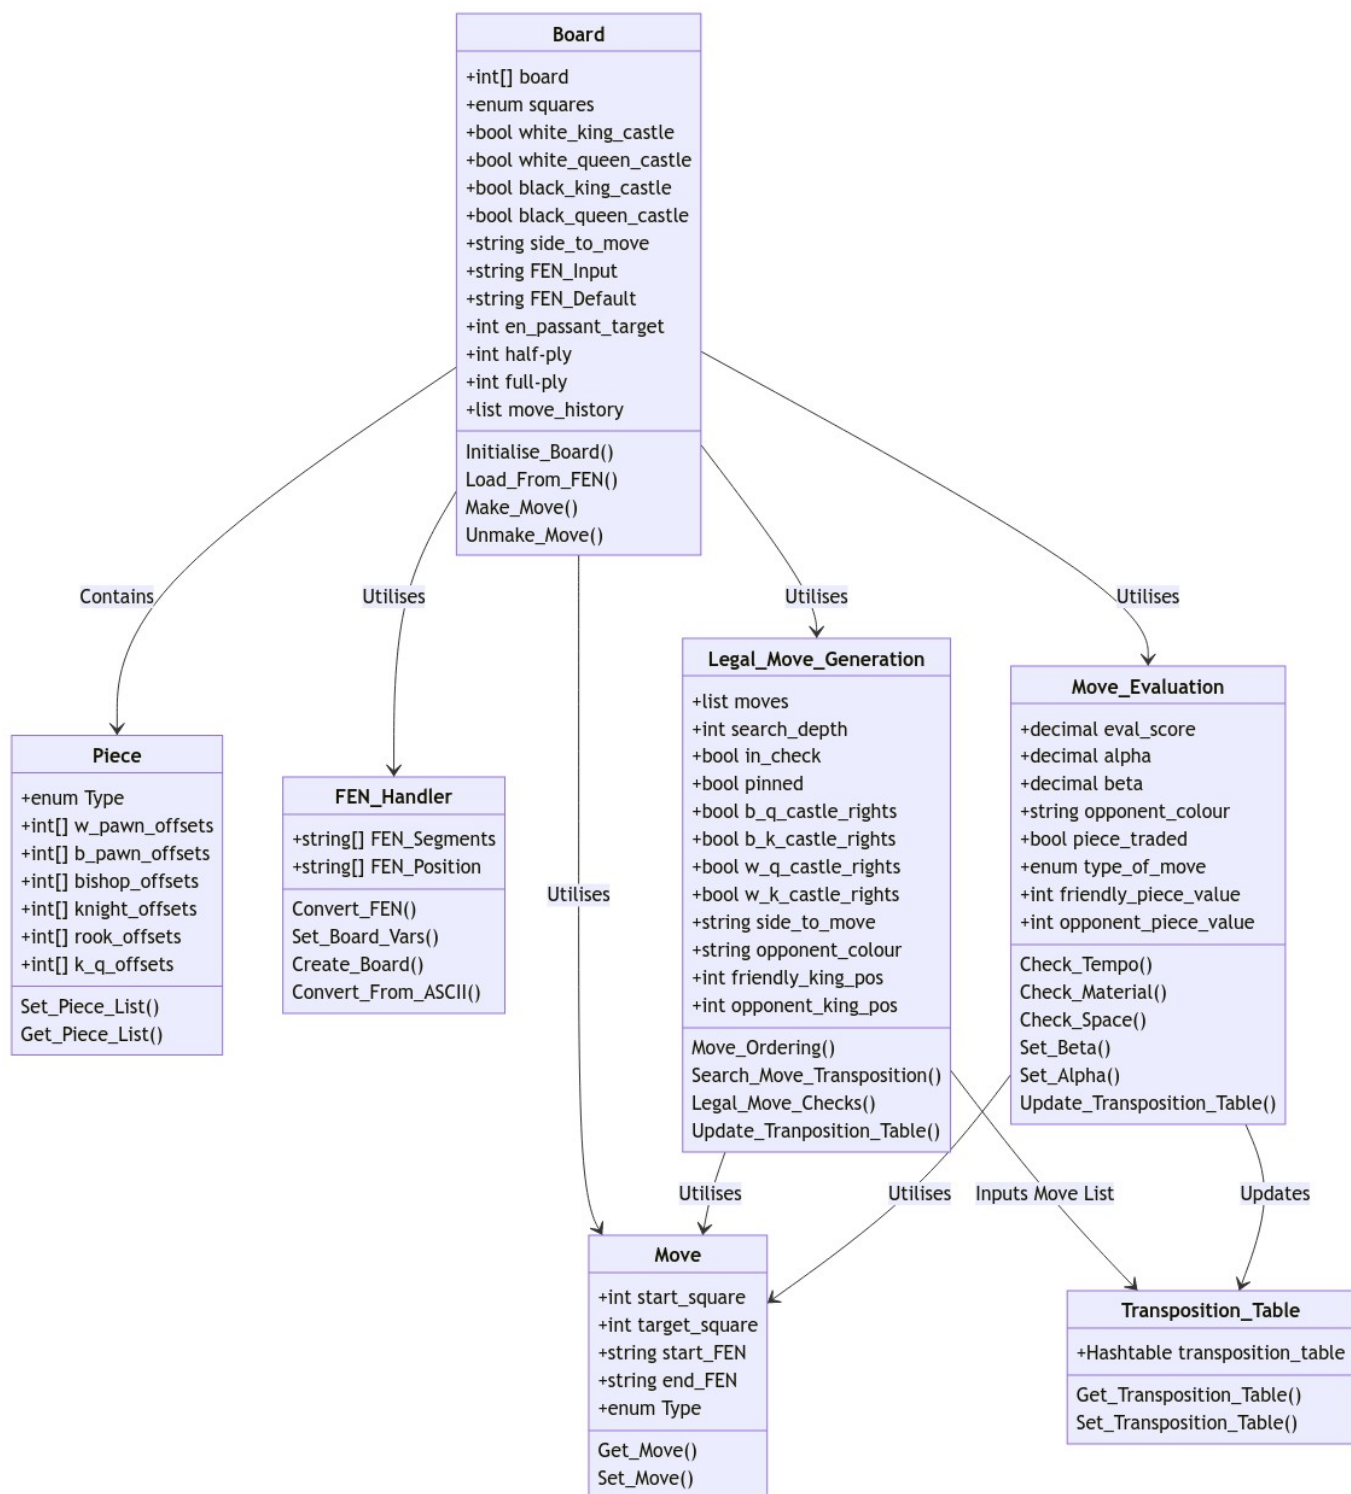 Board
+int[] board
+enum squares
+bool white_king_castle
+bool white_queen_castle
+bool black_king_castle
+bool black_queen_castle
+string side_to_move
+string FEN_Input
+string FEN_Default
+int en_passant_target
+int half-ply
+int full-ply
+list move_history
Initialise_Board()
Load_From_FEN()
Make_Move()
Unmake_Move()
Contains
Utilises
Utilises
Utilises
Utilises
Piece
+enum Type
+int[] w_pawn_offsets
+int[] b_pawn_offsets
+int[] bishop_offsets
+int[] knight_offsets
+int[] rook_offsets
+int[] k_q_offsets
Set_Piece_List()
Get_Piece_List()
FEN_Handler
+string[] FEN_Segments
+string[] FEN_Position
Convert_FEN()
Set_Board_Vars()
Create_Board()
Convert_From_ASCII()
Legal_Move_Generation
+list moves
+int search_depth
+bool in_check
+bool pinned
+bool b_q_castle_rights
+bool b_k_castle_rights
+bool w_q_castle_rights
+bool w_k_castle_rights
+string side_to_move
+string opponent_colour
+int friendly_king_pos
+int opponent_king_pos
Move_Ordering()
Search_Move_Transposition()
Legal_Move_Checks()
Update_Tranposition_Table()
Move_Evaluation
+decimal eval_score
+decimal alpha
+decimal beta
+string opponent_colour
+bool piece_traded
+enum type_of_move
+int friendly_piece_value
+int opponent_piece_value
Check_Tempo()
Check_Material()
Check_Space()
Set_Beta()
Set_Alpha()
Update_Transposition_Table()
Utilises
Utilises
Inputs Move List
Updates
Move
+int start_square
+int target_square
+string start_FEN
+string end_FEN
+enum Type
Get_Move()
Set_Move()
Transposition_Table
+Hashtable transposition_table
Get_Transposition_Table()
Set_Transposition_Table()